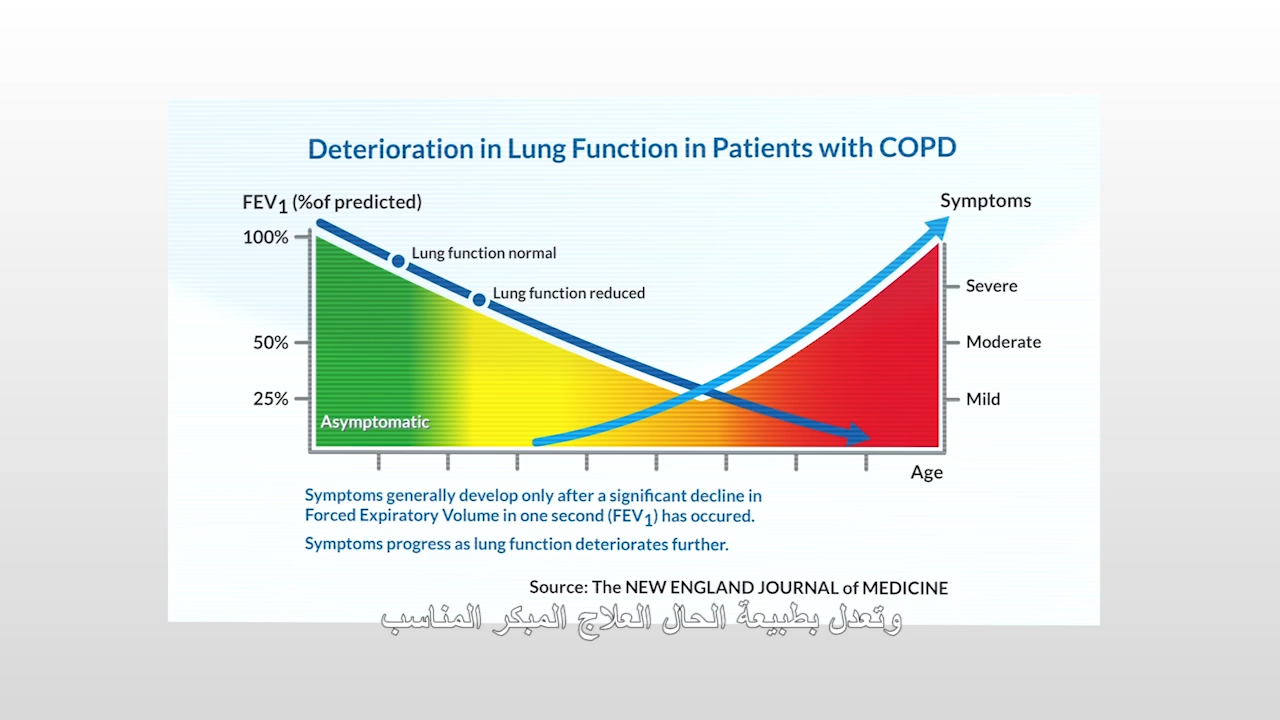 Deterioration in Lung Function in Patients with COPD
FEV1 (%of predicted)
Symptoms
100%
Lung function normal
Lung function reduced
Severe
50%
Moderate
25%
Mild
Asymptomatic
Age
Symptoms generally develop only after a significant decline in
Forced Expiratory Volume in one second (FEV1) has occured.
Symptoms progress as lung function deteriorates further.
Source: The NEW ENGLAND JOURNAL of MEDICINE
وتعدل بطبيعة الحال العلاج المبكر المناسب